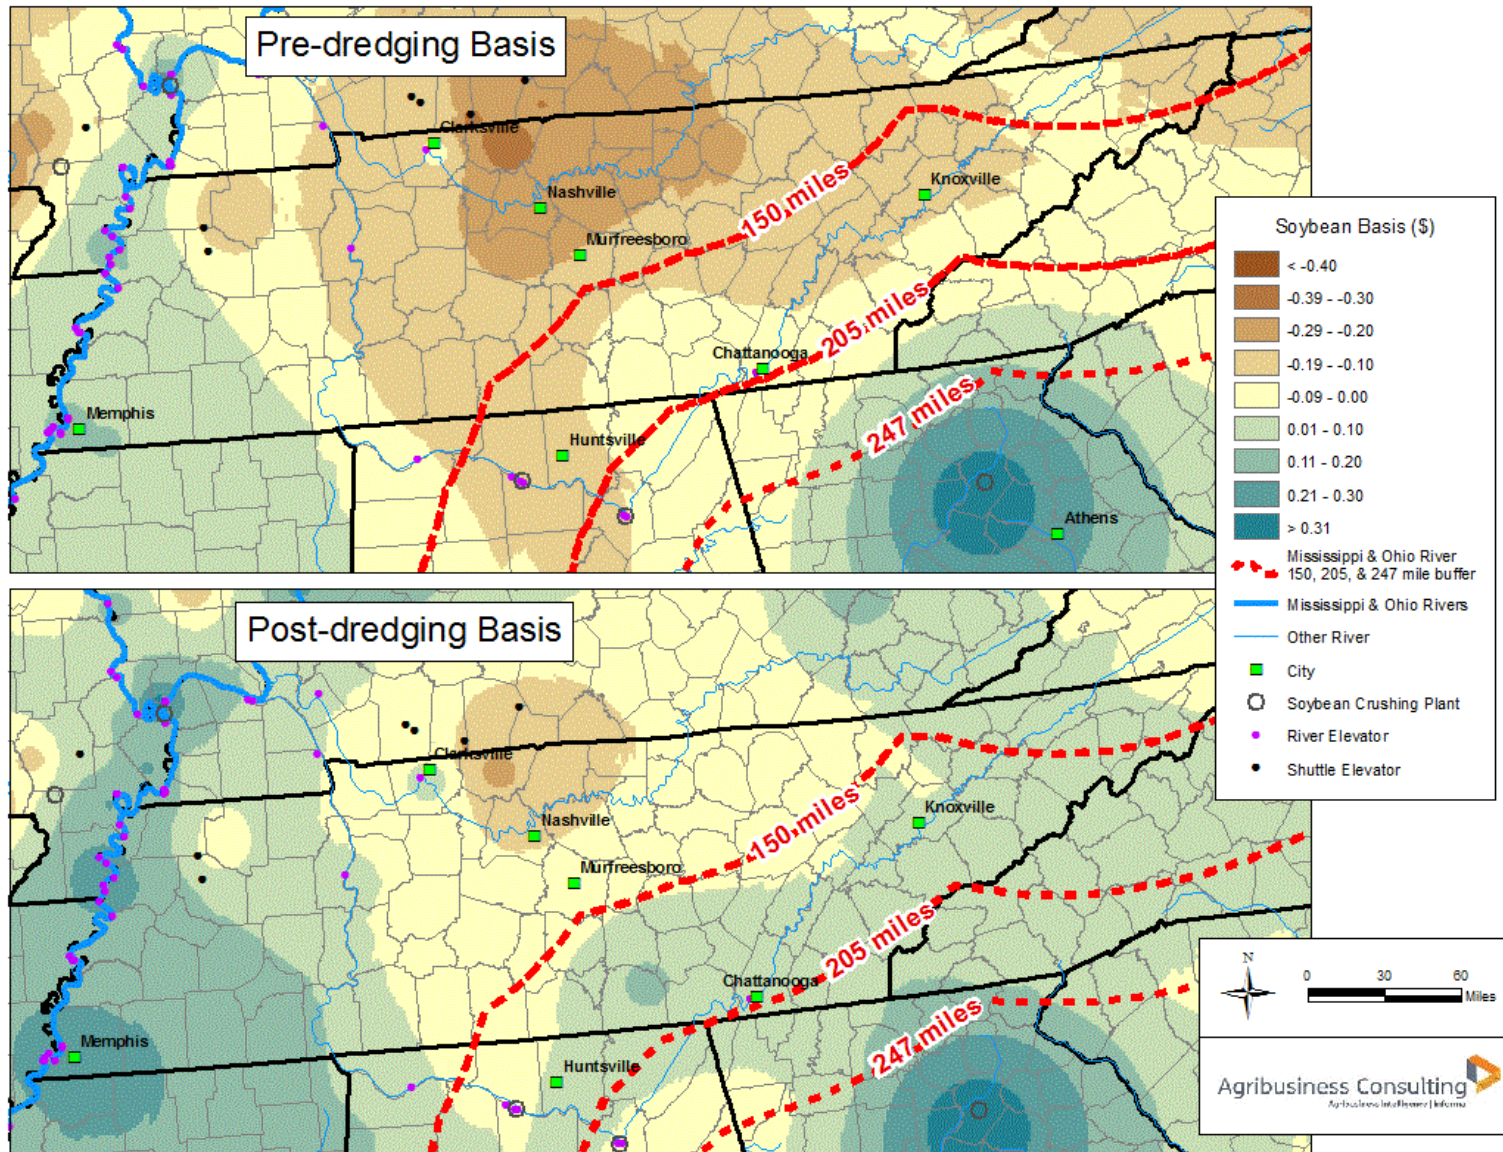 Pre-dredging Basis
Clarksville
Nashville
Murfreesboro
Knoxville
150 miles
205 miles
Chattanooga
247 miles
Memphis
Huntsville
Athens
Soybean Basis ($)
< -0.40
-0.39 - -0.30
-0.29 - -0.20
-0.19 - -0.10
-0.09 - 0.00
0.01 - 0.10
0.11 - 0.20
0.21 - 0.30
> 0.31
Mississippi & Ohio River
150, 205, & 247 mile buffer
Mississippi & Ohio Rivers
Other River
City
Soybean Crushing Plant
River Elevator
Shuttle Elevator
Post-dredging Basis
Clarksville
Nashville
Murfreesboro
Knoxville
150 miles
205 miles
Chattanooga
247 miles
Memphis
Huntsville
N
0 30 60
Miles
Agribusiness Consulting
Agribusiness Intelligence | Informa